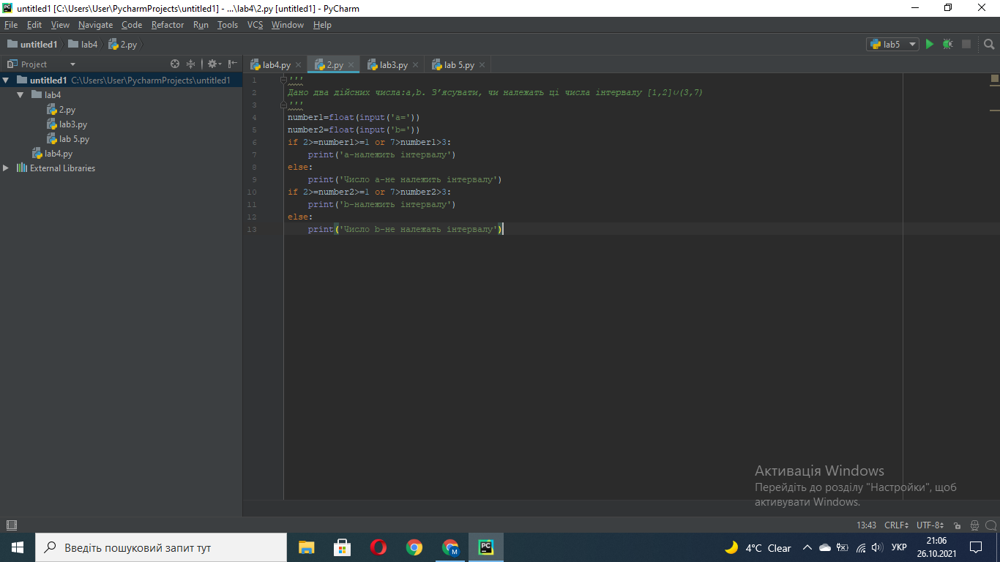 untitled1 [C:\Users\User\PycharmProjects\untitled1] - ...\lab4\2.py [untitled1] - PyCharm
File Edit View Navigate Code Refactor Run Tools VCS Window Help
untitled1 lab4 2.py lab5
Project
lab4.py 2.py lab3.py lab 5.py
untitled1 C:\Users\User\PycharmProjects\untitled1
lab4
2.py
lab3.py
lab 5.py
lab4.py
External Libraries
1 '''
2 Дано два дійсних числа:a,b. З’ясувати, чи належать ці числа інтервалу [1,2]∪(3,7)
3 '''
4 number1=float(input('a='))
5 number2=float(input('b='))
6 if 2>=number1>=1 or 7>number1>3:
7 print('a-належить інтервалу')
8 else:
9 print('Число a-не належить інтервалу')
10 if 2>=number2>=1 or 7>number2>3:
11 print('b-належить інтервалу')
12 else:
13 print('Число b-не належать інтервалу')
Активація Windows
Перейдіть до розділу "Настройки", щоб
активувати Windows.
13:43 CRLF UTF-8
Введіть пошуковий запит тут
M
PC
4°C Clear
УКР
21:06
26.10.2021